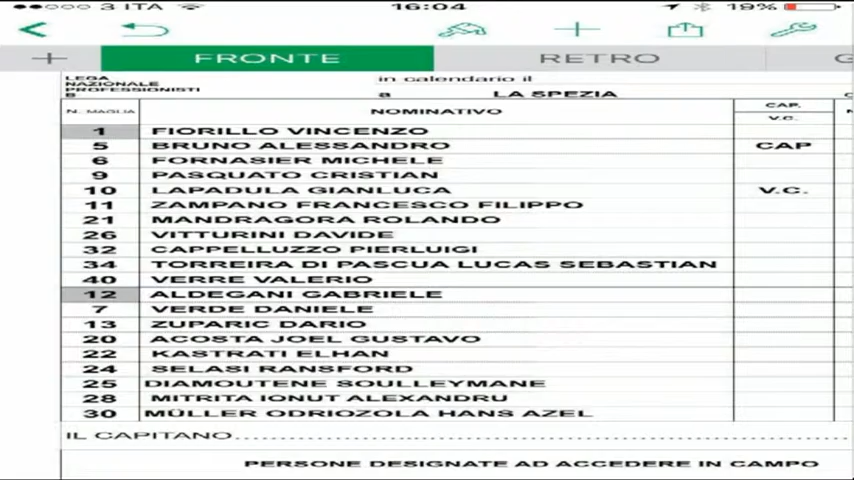 3 ITA 16:04 19%
+ FRONTE RETRO
LEGA
NAZIONALE
PROFESSIONISTI
B
in calendario il
a LA SPEZIA
N. MAGLIA NOMINATIVO CAP.
V.C.
1 FIORILLO VINCENZO
5 BRUNO ALESSANDRO CAP
6 FORNASIER MICHELE
9 PASQUATO CRISTIAN
10 LAPADULA GIANLUCA V.C.
11 ZAMPANO FRANCESCO FILIPPO
21 MANDRAGORA ROLANDO
26 VITTURINI DAVIDE
32 CAPPELLUZZO PIERLUIGI
34 TORREIRA DI PASCUA LUCAS SEBASTIAN
40 VERRE VALERIO
12 ALDEGANI GABRIELE
7 VERDE DANIELE
13 ZUPARIC DARIO
20 ACOSTA JOEL GUSTAVO
22 KASTRATI ELHAN
24 SELASI RANSFORD
25 DIAMOUTENE SOULLEYMANE
28 MITRITA IONUT ALEXANDRU
30 MÜLLER ODRIOZOLA HANS AZEL
IL CAPITANO................................................
PERSONE DESIGNATE AD ACCEDERE IN CAMPO